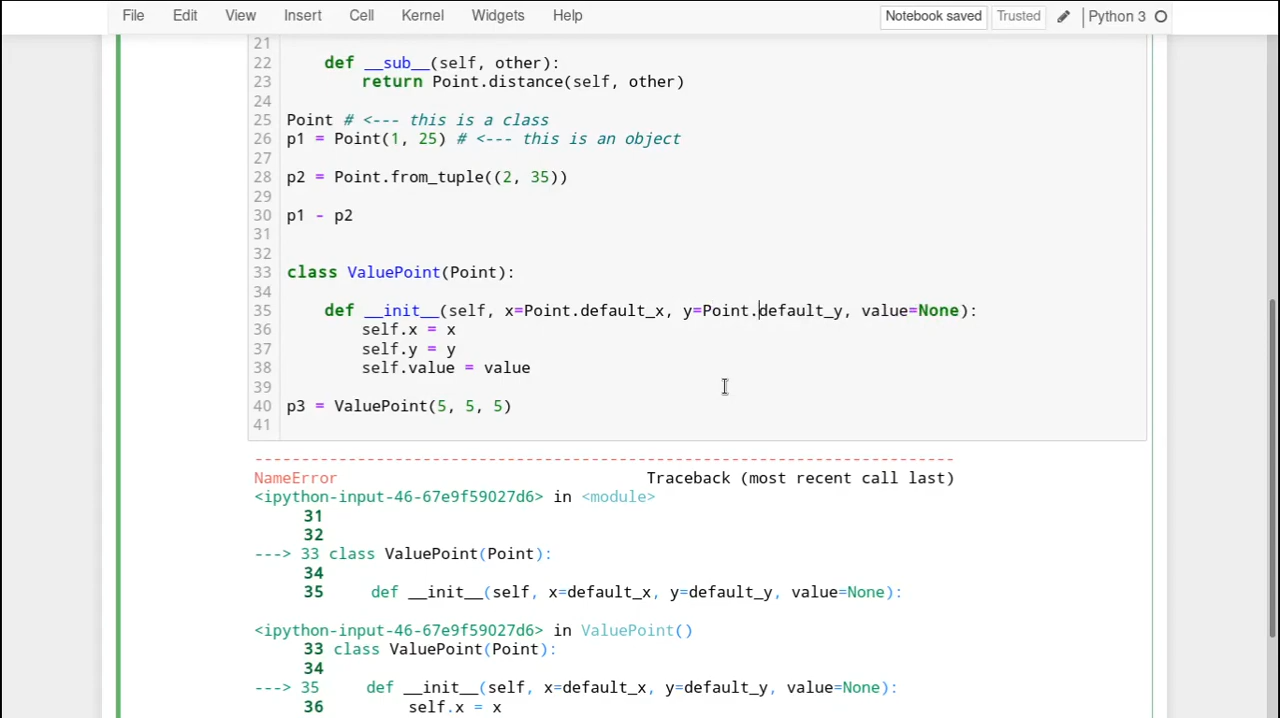 File Edit View Insert Cell Kernel Widgets Help Notebook saved Trusted Python 3
21
22     def __sub__(self, other):
23         return Point.distance(self, other)
24
25 Point # <--- this is a class
26 p1 = Point(1, 25) # <--- this is an object
27
28 p2 = Point.from_tuple((2, 35))
29
30 p1 - p2
31
32
33 class ValuePoint(Point):
34
35     def __init__(self, x=Point.default_x, y=Point.default_y, value=None):
36         self.x = x
37         self.y = y
38         self.value = value
39
40 p3 = ValuePoint(5, 5, 5)
41
---------------------------------------------------------------------------
NameError                                 Traceback (most recent call last)
<ipython-input-46-67e9f59027d6> in <module>
     31
     32
---> 33 class ValuePoint(Point):
     34
     35     def __init__(self, x=default_x, y=default_y, value=None):
<ipython-input-46-67e9f59027d6> in ValuePoint()
     33 class ValuePoint(Point):
     34
---> 35     def __init__(self, x=default_x, y=default_y, value=None):
     36         self.x = x